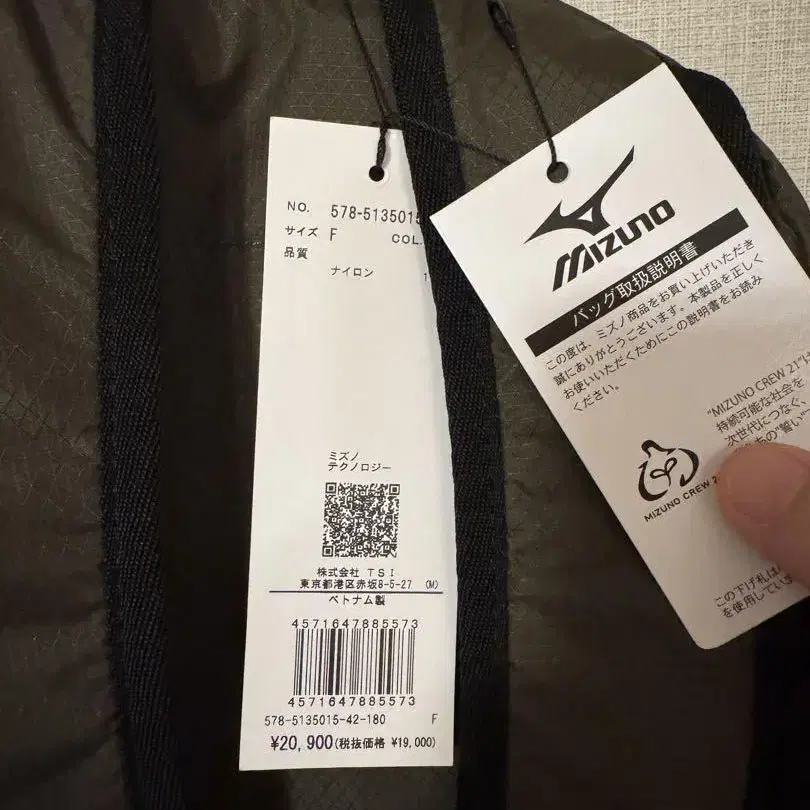 NO. 578-5135015
サイズ F COL.
品質
ナイロン 1
ミズノ
テクノロジー
株式会社 TSI
東京都港区赤坂8-5-27 (M)
ベトナム製
4571647885573
4571647885573
578-5135015-42-180 F
¥20,900(税抜価格 ¥19,000)
MIZUNO
バッグ取扱説明書
この度は、ミズノ商品をお買い上げいただき
誠にありがとうございます。本製品を正しく
お使いいただくためにこの説明書をお読み
ください。
"MIZUNO CREW 21"は
持続可能な社会を
次世代につなぐ、
ちの"誓い"
MIZUNO CREW 2
この下げ札は
を使用してい